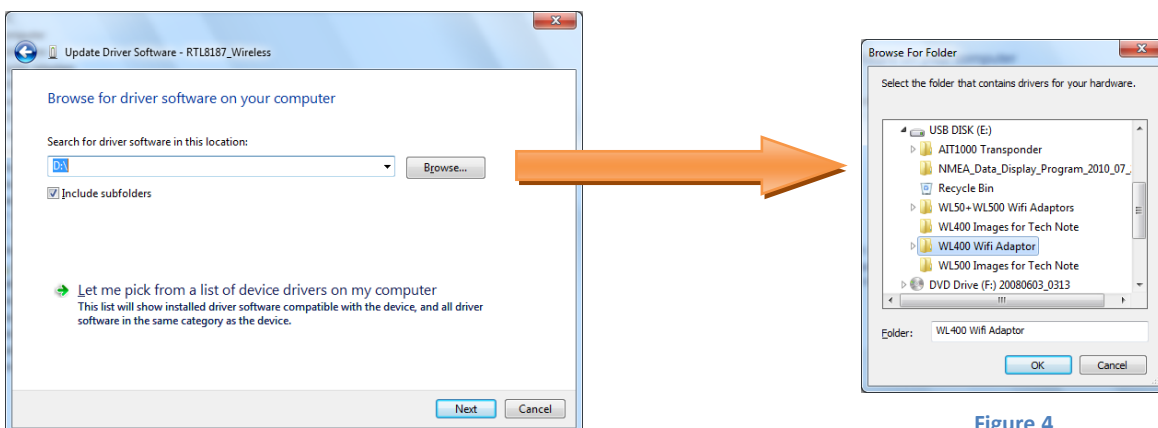 Update Driver Software - RTL8187_Wireless
Browse for driver software on your computer
Search for driver software in this location:
D:\
Browse...
Include subfolders
Let me pick from a list of device drivers on my computer
This list will show installed driver software compatible with the device, and all driver
software in the same category as the device.
Next
Cancel
Browse For Folder
Select the folder that contains drivers for your hardware.
USB DISK (E:)
AIT1000 Transponder
NMEA_Data_Display_Program_2010_07_
Recycle Bin
WL50+WL500 Wifi Adaptors
WL400 Images for Tech Note
WL400 Wifi Adaptor
WL500 Images for Tech Note
DVD Drive (F:) 20080603_0313
Folder:
WL400 Wifi Adaptor
OK
Cancel
Figure 4